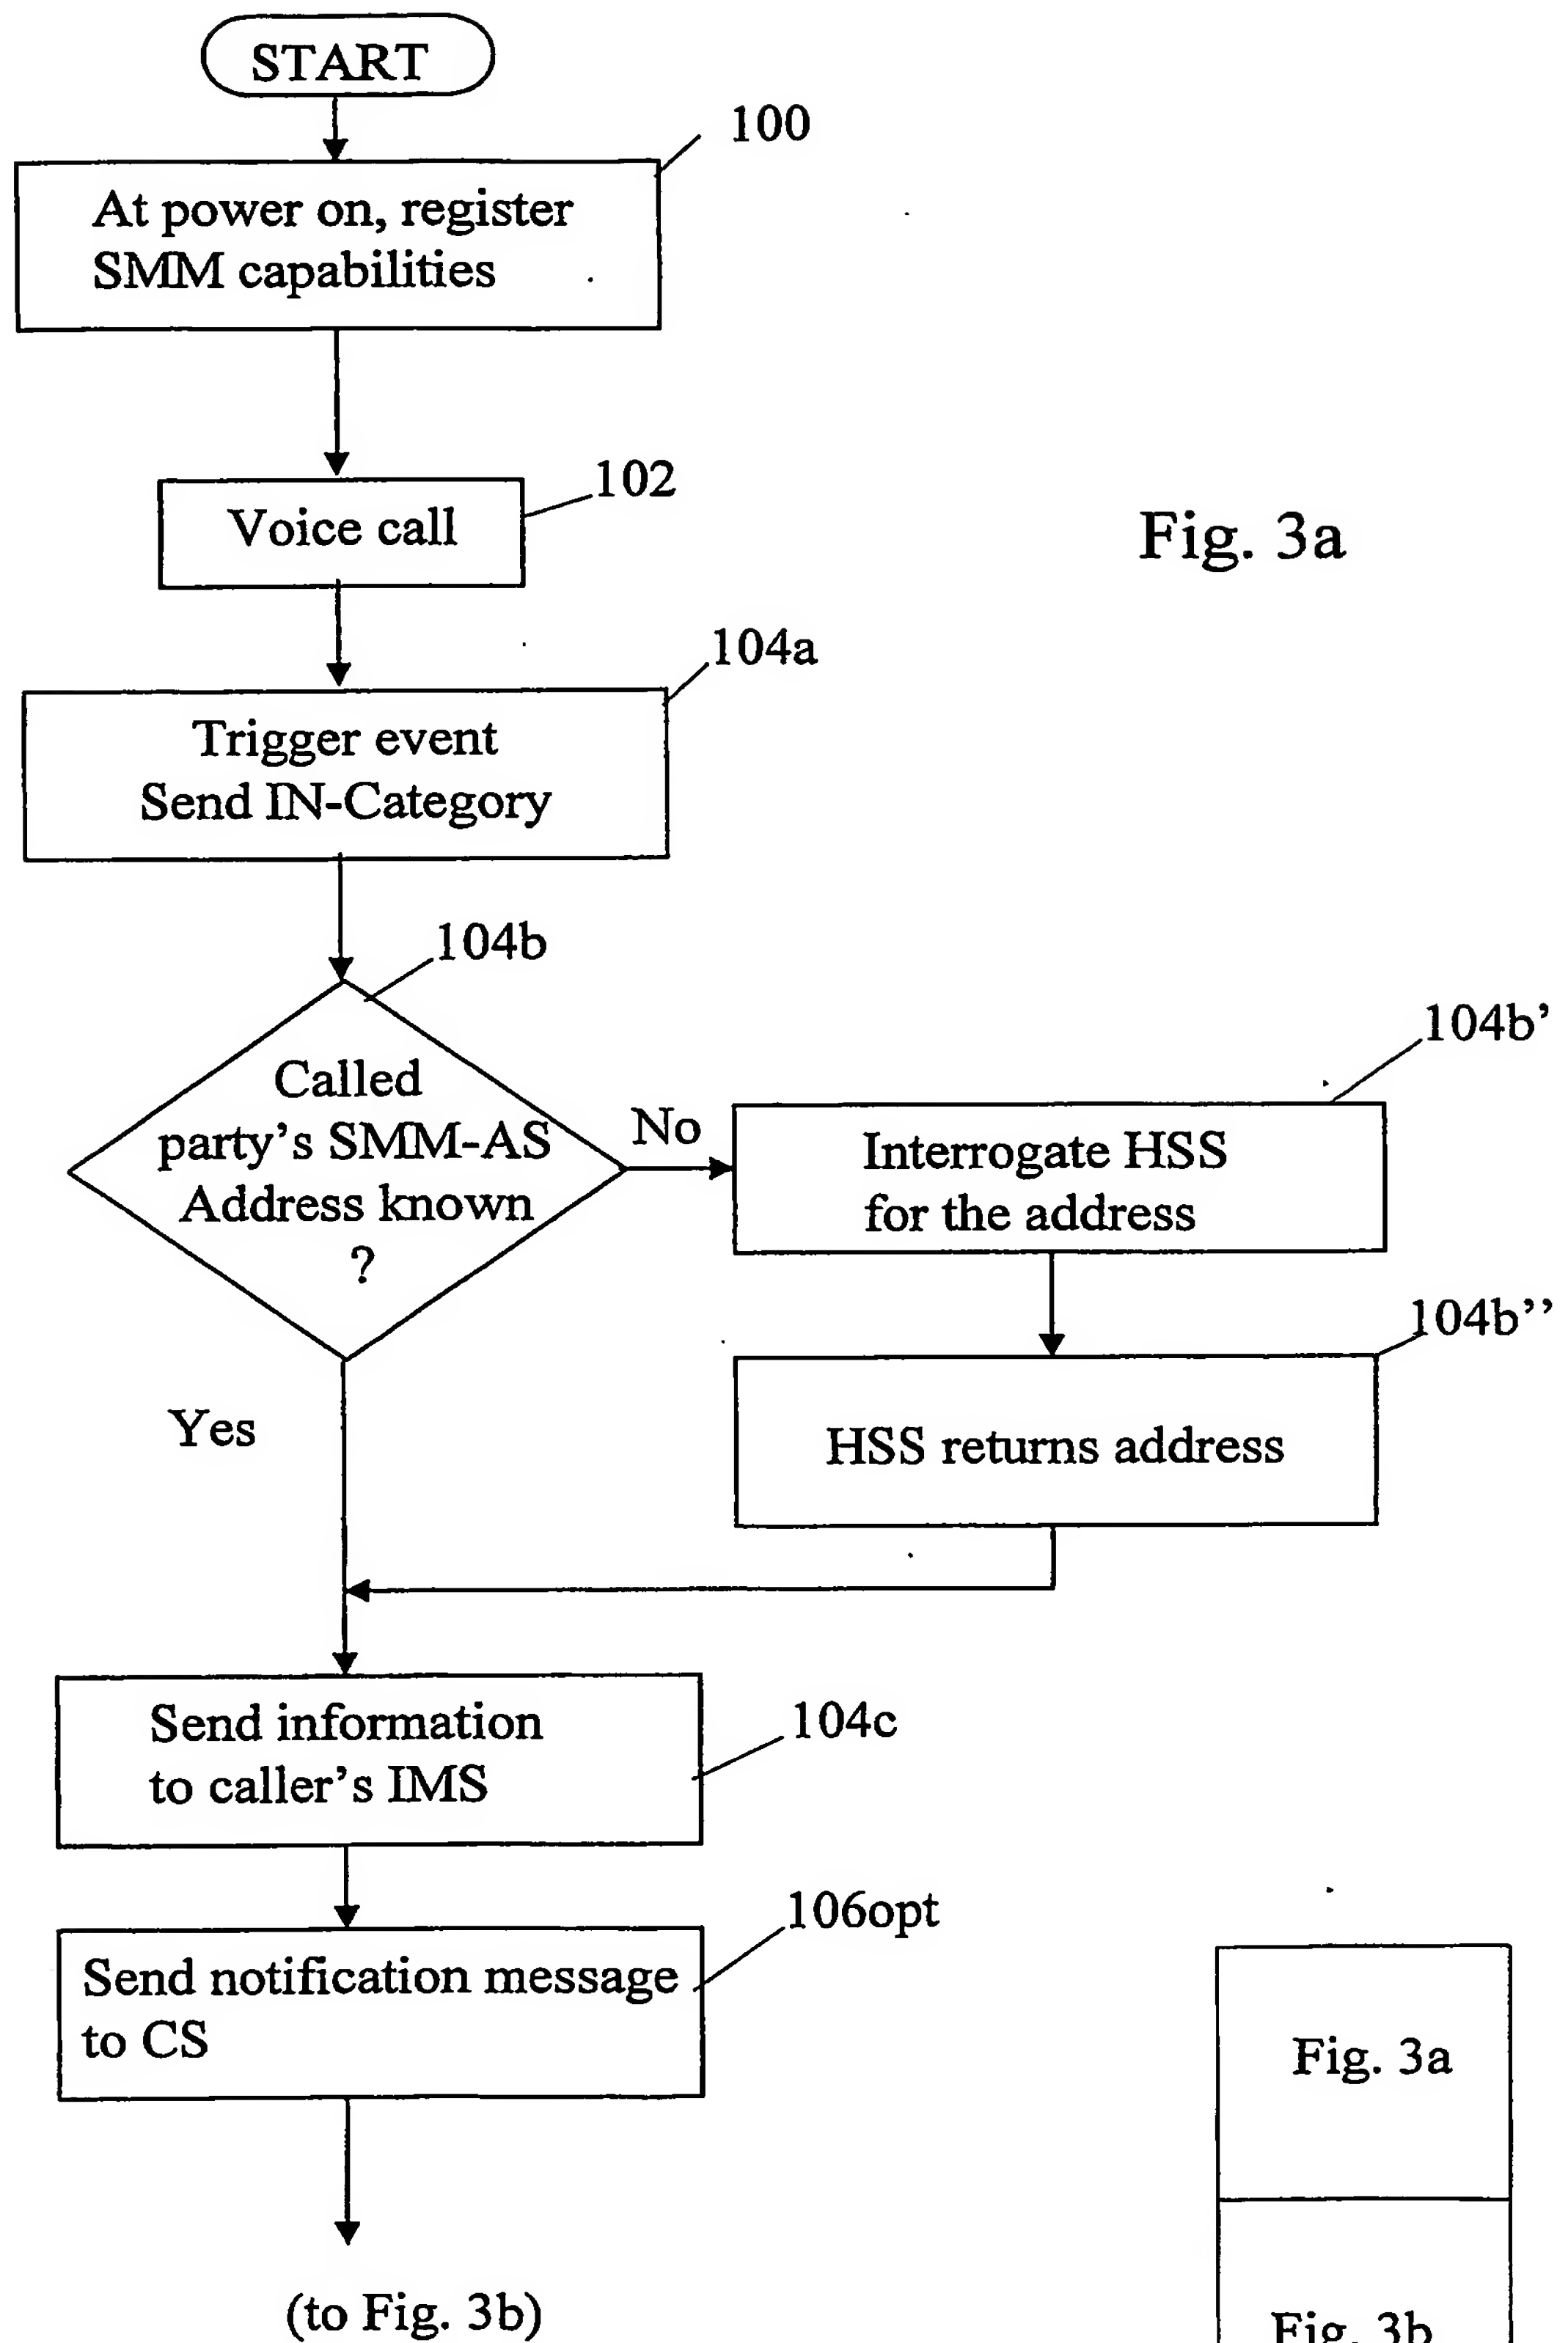 START
100
At power on, register
SMM capabilities
102
Voice call
Fig. 3a
104a
Trigger event
Send IN-Category
104b
Called
party's SMM-AS
Address known
?
No
104b'
Interrogate HSS
for the address
104b''
HSS returns address
Yes
Send information
to caller's IMS
104c
106opt
Send notification message
to CS
(to Fig. 3b)
Fig. 3a
Fig. 3b